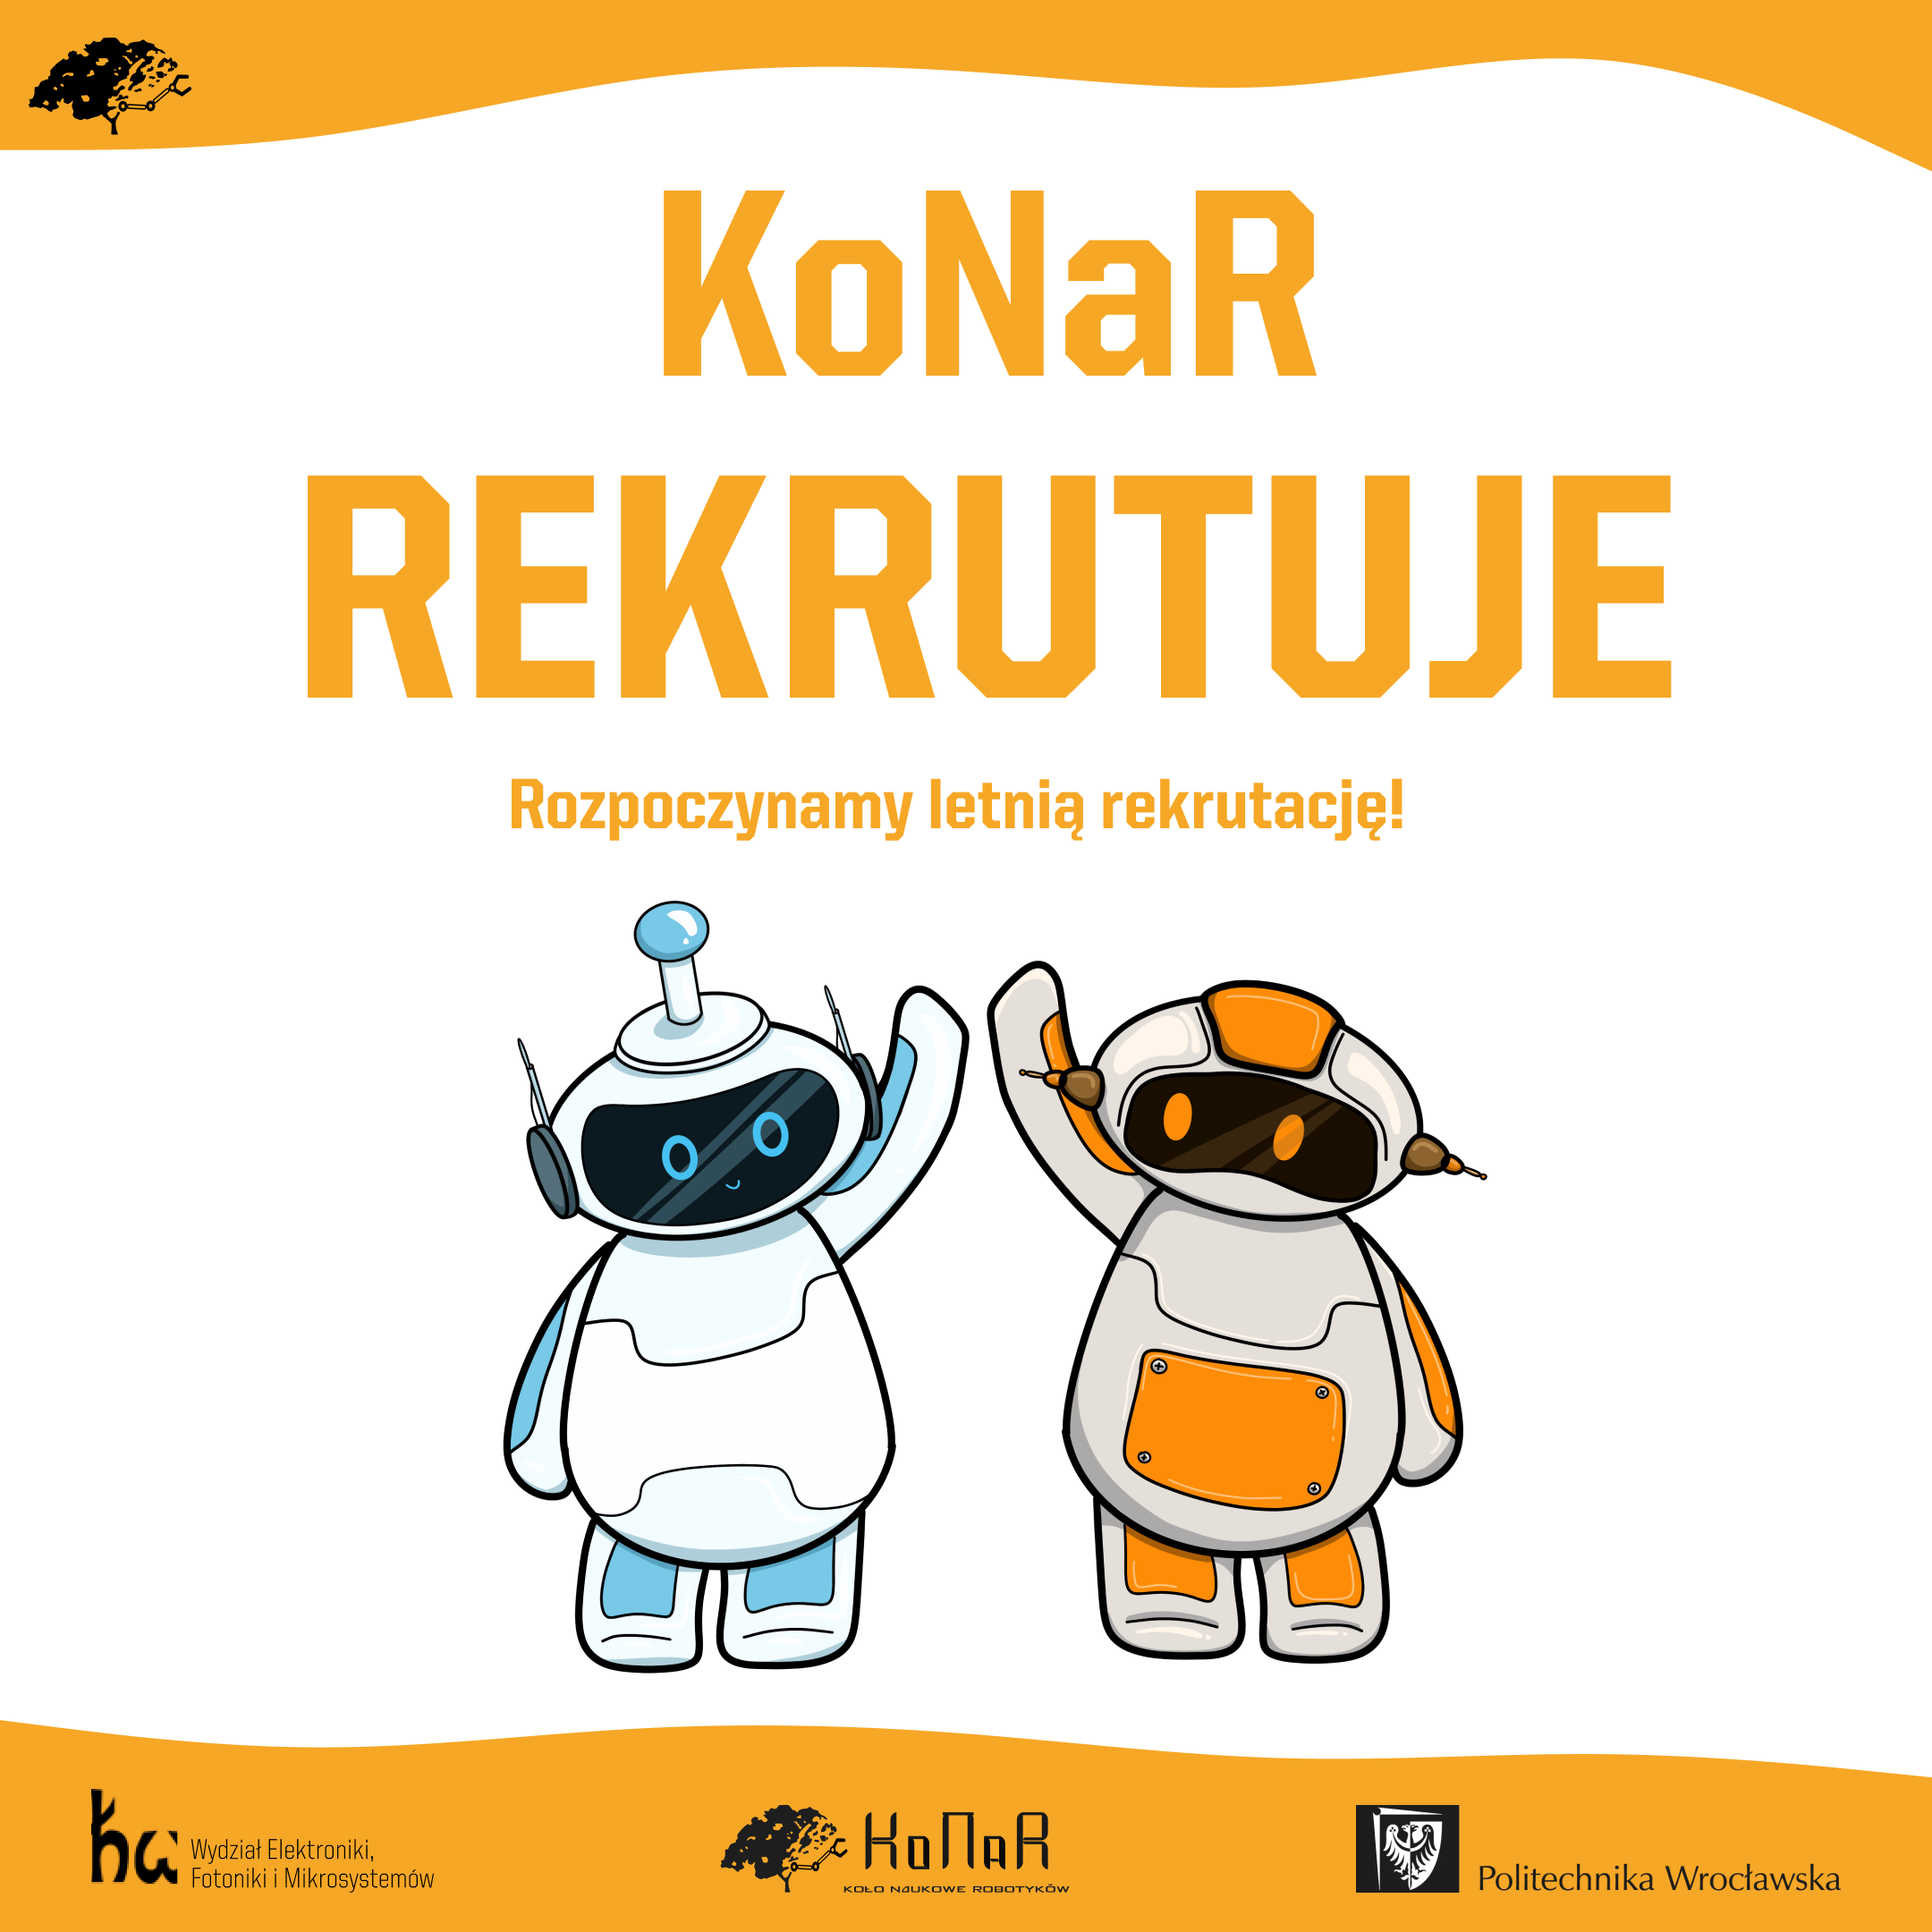 KoNaR
REKRUTUJE
Rozpoczynamy letnią rekrutację!
Wydział Elektroniki,
Fotoniki i Mikrosystemów
KoNaR
KOŁO NAUKOWE ROBOTYKÓW
Politechnika Wrocławska